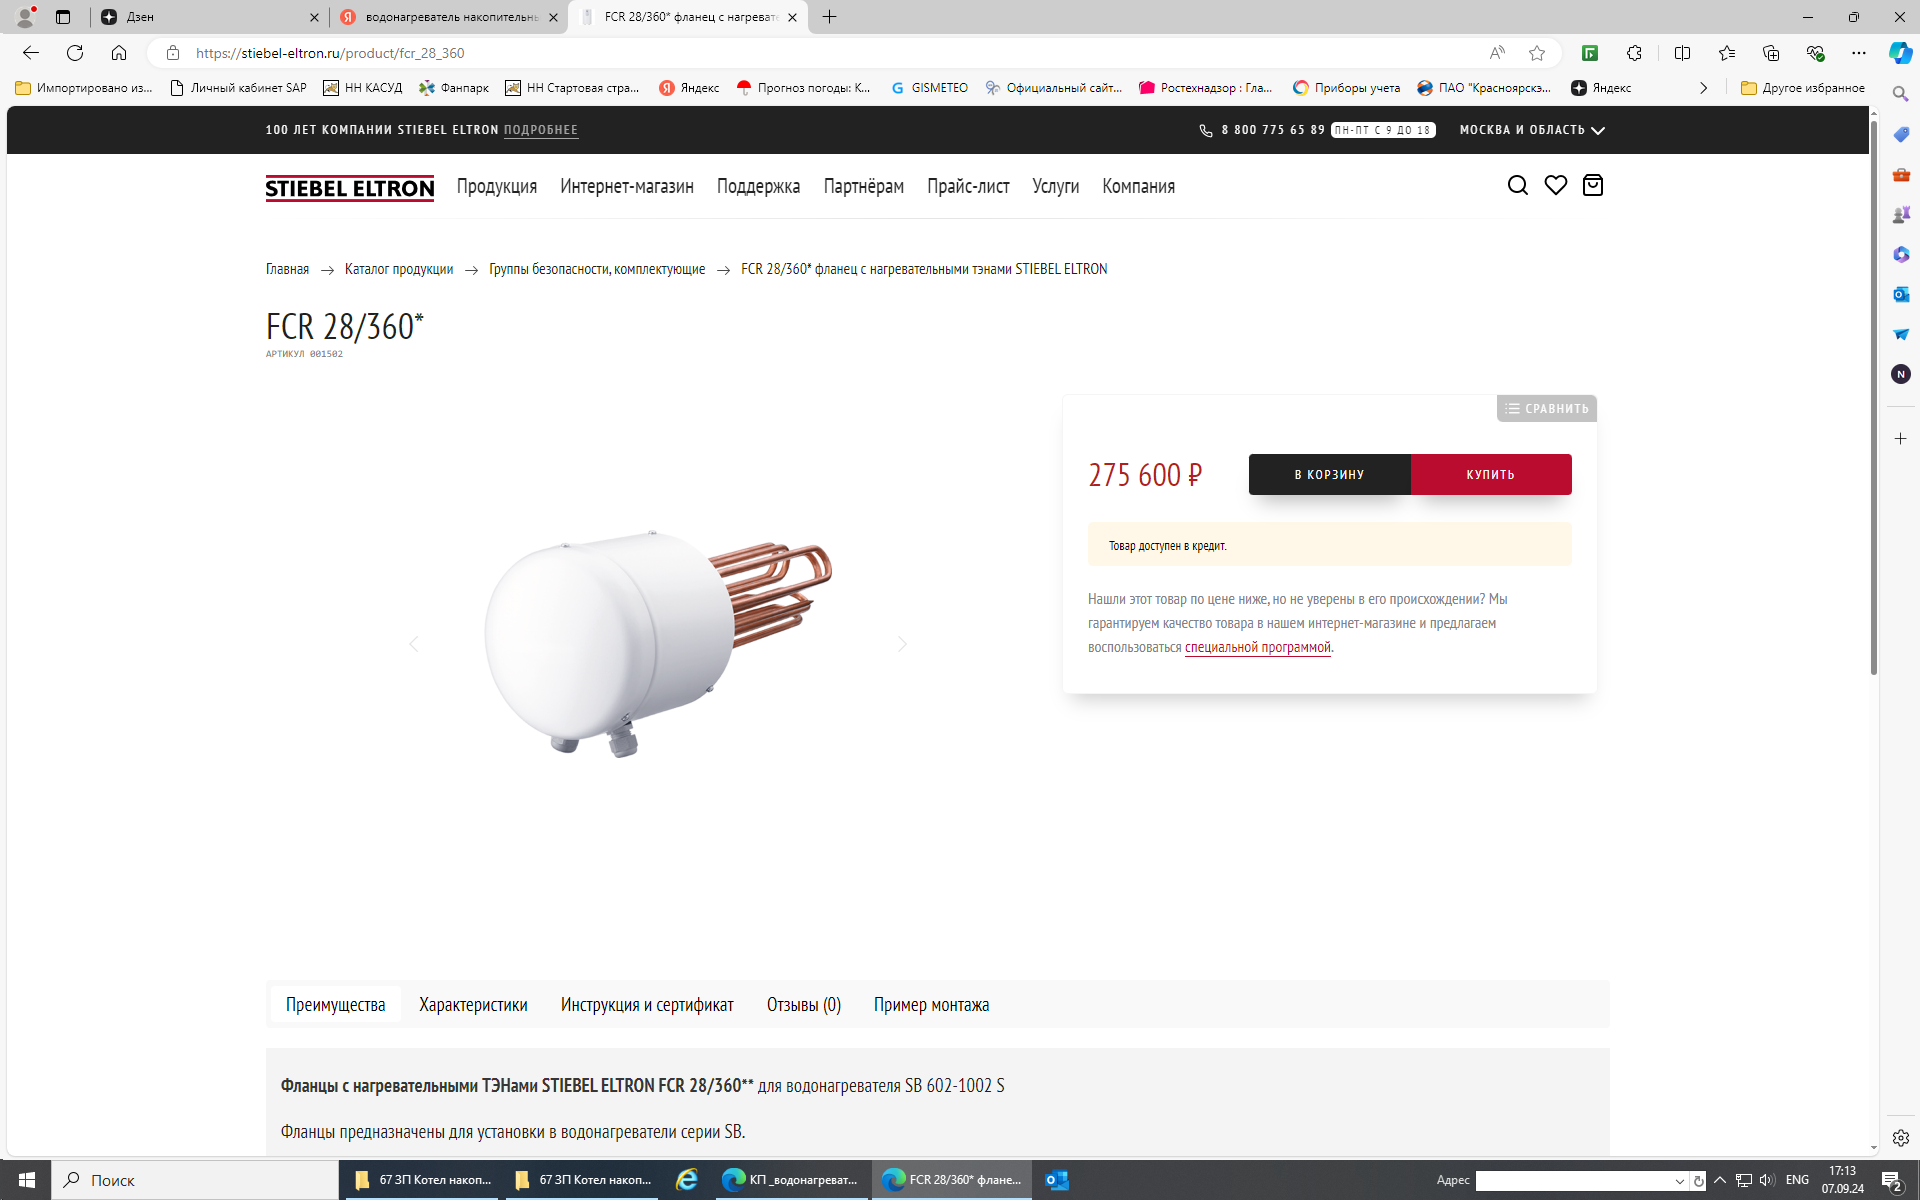 Дзен
водонагреватель накопительнь
FCR 28/360* фланец с нагревате
https://stiebel-eltron.ru/product/fcr_28_360
Импортировано из...
Личный кабинет SAP
НН КАСУД
Фанпарк
НН Стартовая стра...
Яндекс
Прогноз погоды: К...
GISMETEO
Официальный сайт...
Ростехнадзор : Гла...
Приборы учета
ПАО "Красноярскэ...
Яндекс
Другое избранное
100 ЛЕТ КОМПАНИИ STIEBEL ELTRON ПОДРОБНЕЕ
8 800 775 65 89 ПН-ПТ С 9 ДО 18
МОСКВА И ОБЛАСТЬ
STIEBEL ELTRON
Продукция
Интернет-магазин
Поддержка
Партнёрам
Прайс-лист
Услуги
Компания
Главная → Каталог продукции → Группы безопасности, комплектующие → FCR 28/360* фланец с нагревательными тэнами STIEBEL ELTRON
FCR 28/360*
АРТИКУЛ 001502
СРАВНИТЬ
275 600 ₽
В КОРЗИНУ
КУПИТЬ
Товар доступен в кредит.
Нашли этот товар по цене ниже, но не уверены в его происхождении? Мы
гарантируем качество товара в нашем интернет-магазине и предлагаем
воспользоваться специальной программой.
Преимущества
Характеристики
Инструкция и сертификат
Отзывы (0)
Пример монтажа
Фланцы с нагревательными ТЭНами STIEBEL ELTRON FCR 28/360** для водонагревателя SB 602-1002 S
Фланцы предназначены для установки в водонагреватели серии SB.
Поиск
67 ЗП Котел накоп...
67 ЗП Котел накоп...
КП _водонагреват...
FCR 28/360* флане...
Адрес
ENG
17:13
07.09.24
2